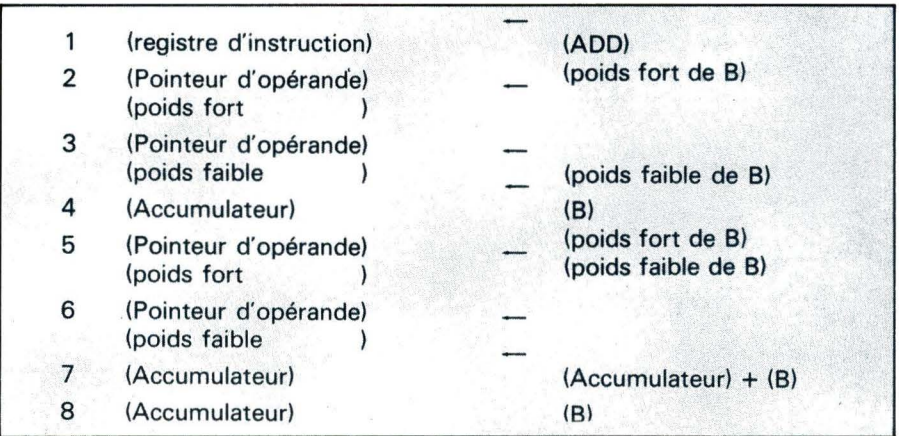 ←
1 (registre d'instruction) (ADD)
2 (Pointeur d'opérande) ← (poids fort de B)
(poids fort )
3 (Pointeur d'opérande) ←
(poids faible ) ← (poids faible de B)
4 (Accumulateur) (B)
5 (Pointeur d'opérande) ← (poids fort de B)
(poids fort ) (poids faible de B)
6 (Pointeur d'opérande) ←
(poids faible ) ←
7 (Accumulateur) (Accumulateur) + (B)
8 (Accumulateur) (B)